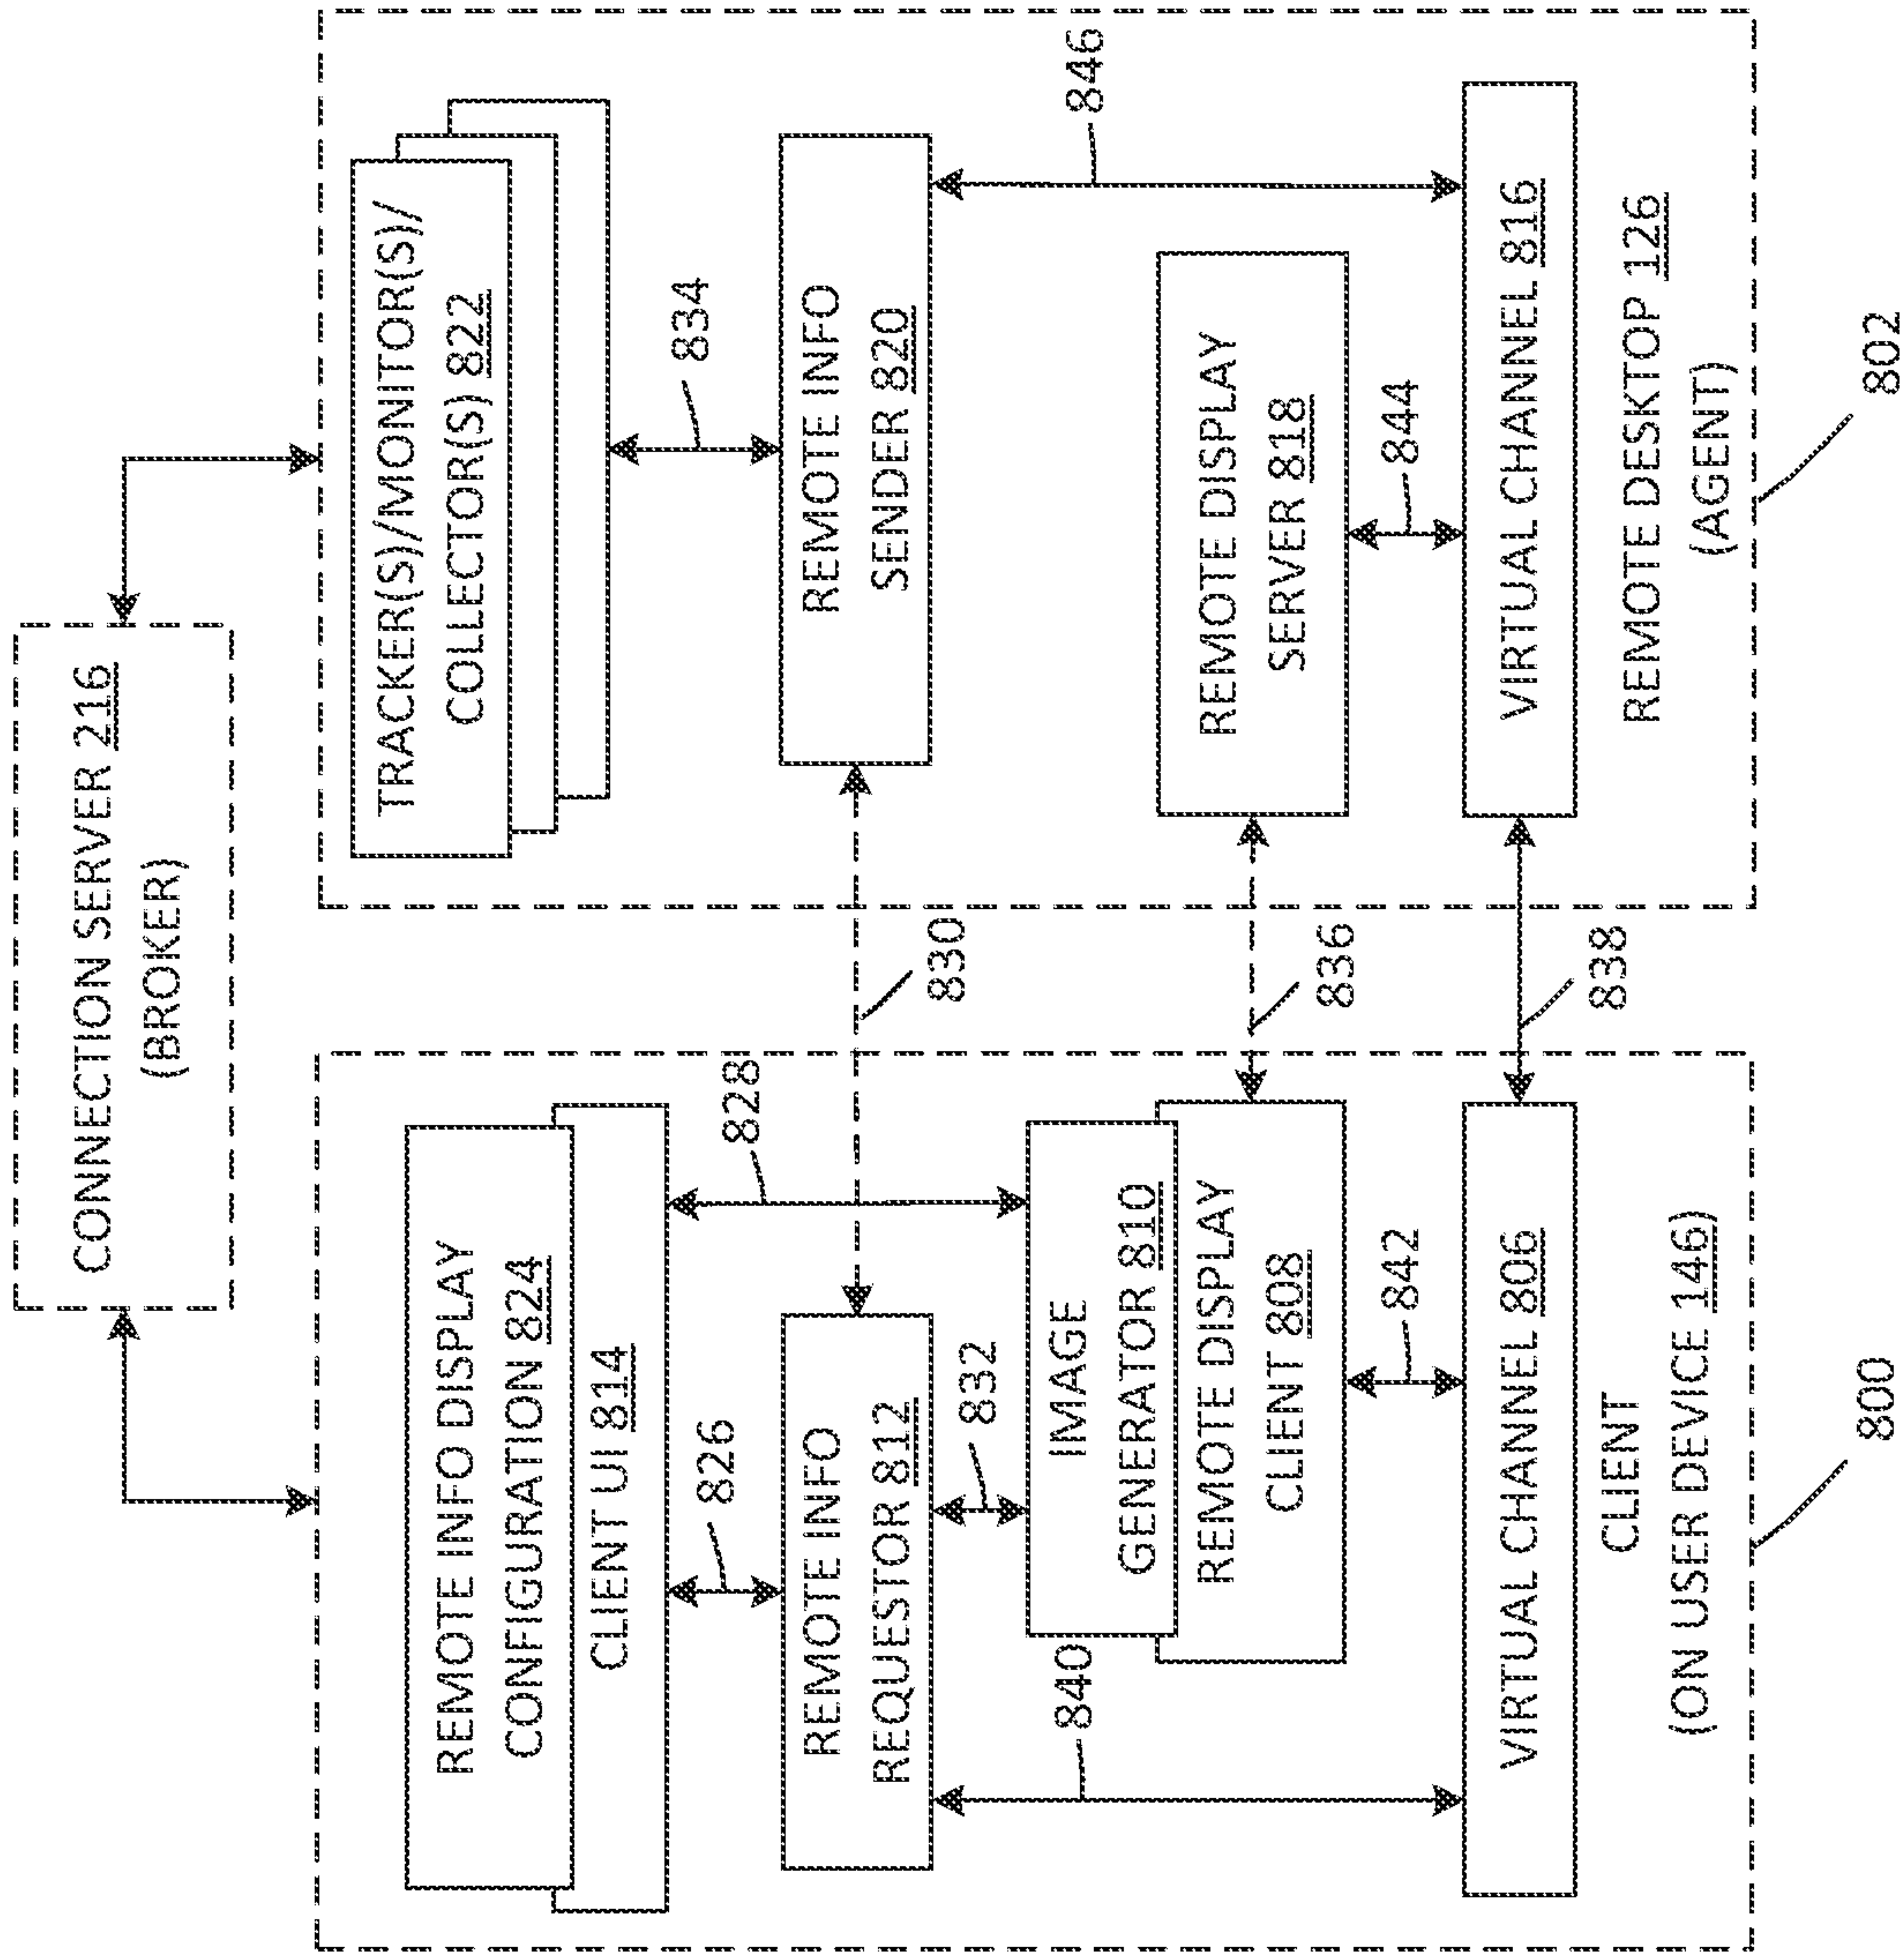 CONNECTION SERVER 216
(BROKER)
REMOTE INFO DISPLAY
CONFIGURATION 824
CLIENT UI 814
826
828
REMOTE INFO
REQUESTOR 812
832
840
IMAGE
GENERATOR 810
REMOTE DISPLAY
CLIENT 808
842
VIRTUAL CHANNEL 806
CLIENT
(ON USER DEVICE 146)
800
830
836
838
TRACKER(S)/MONITOR(S)/
COLLECTOR(S) 822
834
REMOTE INFO
SENDER 820
846
REMOTE DISPLAY
SERVER 818
844
VIRTUAL CHANNEL 816
REMOTE DESKTOP 126
(AGENT)
802